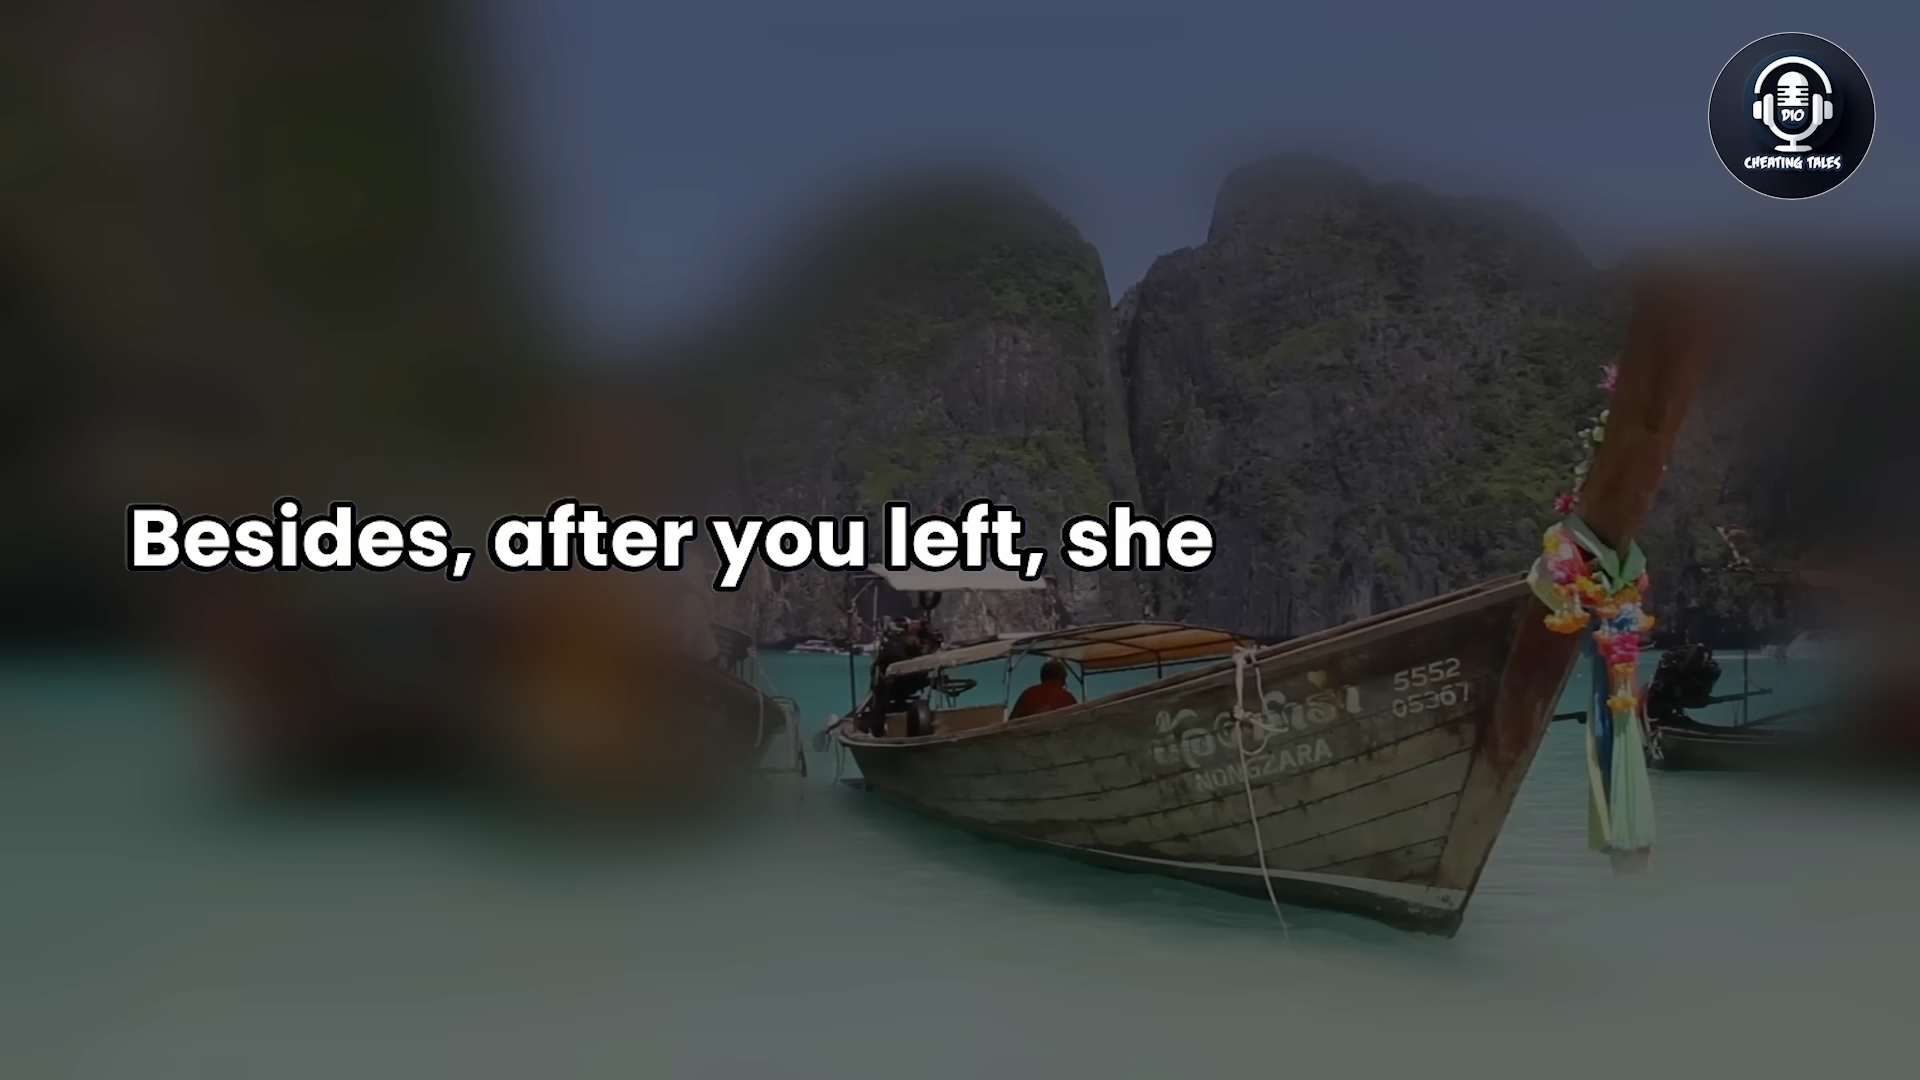 DIO
CHEATING TALES
Besides, after you left, she
5552
05367
NONGZARA